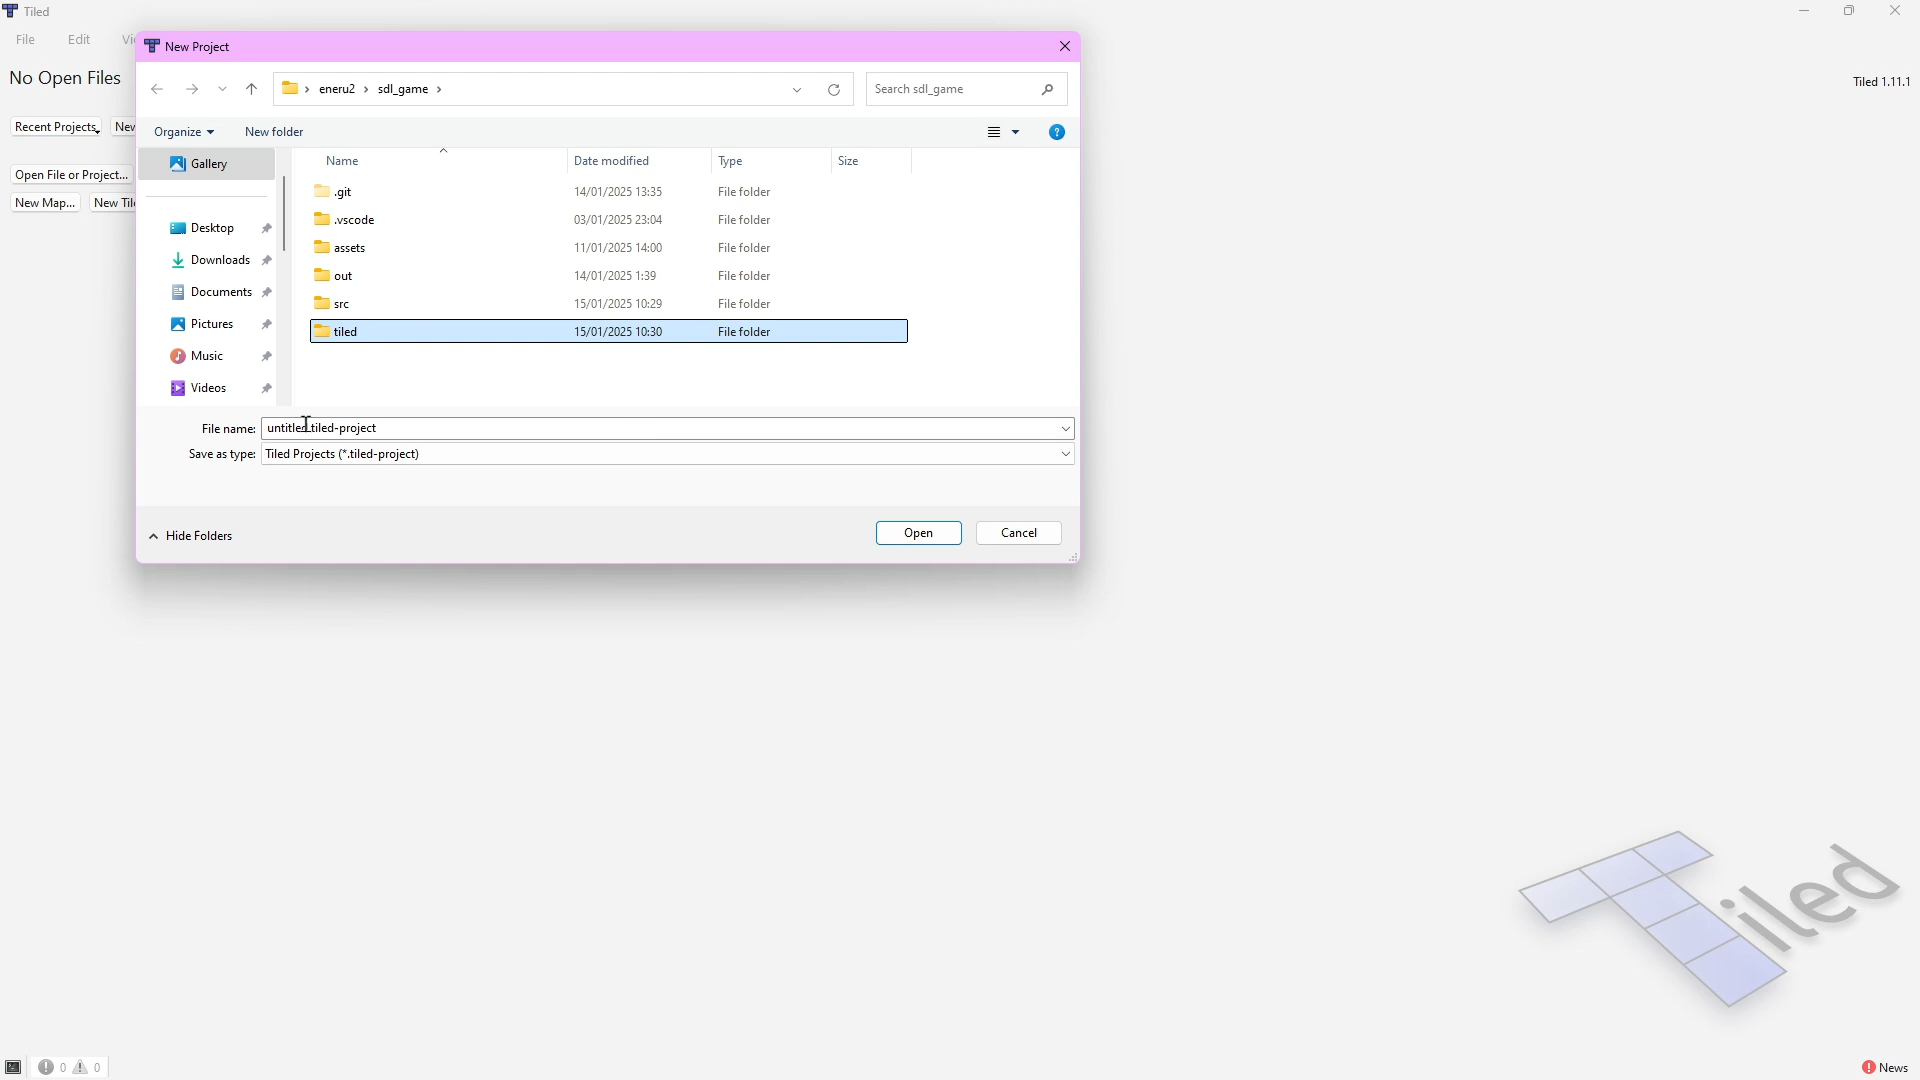 Tiled
File Edit
No Open Files
Tiled 1.11.1
Recent Projects
Open File or Project...
New Map...
New Project
eneru2 › sdl_game ›
Search sdl_game
Organize New folder
Gallery
Desktop
Downloads
Documents
Pictures
Music
Videos
Name Date modified Type Size
.git 14/01/2025 13:35 File folder
.vscode 03/01/2025 23:04 File folder
assets 11/01/2025 14:00 File folder
out 14/01/2025 1:39 File folder
src 15/01/2025 10:29 File folder
tiled 15/01/2025 10:30 File folder
File name: untitled.tiled-project
Save as type: Tiled Projects (*.tiled-project)
Hide Folders
Open Cancel
Tiled
0 0
News